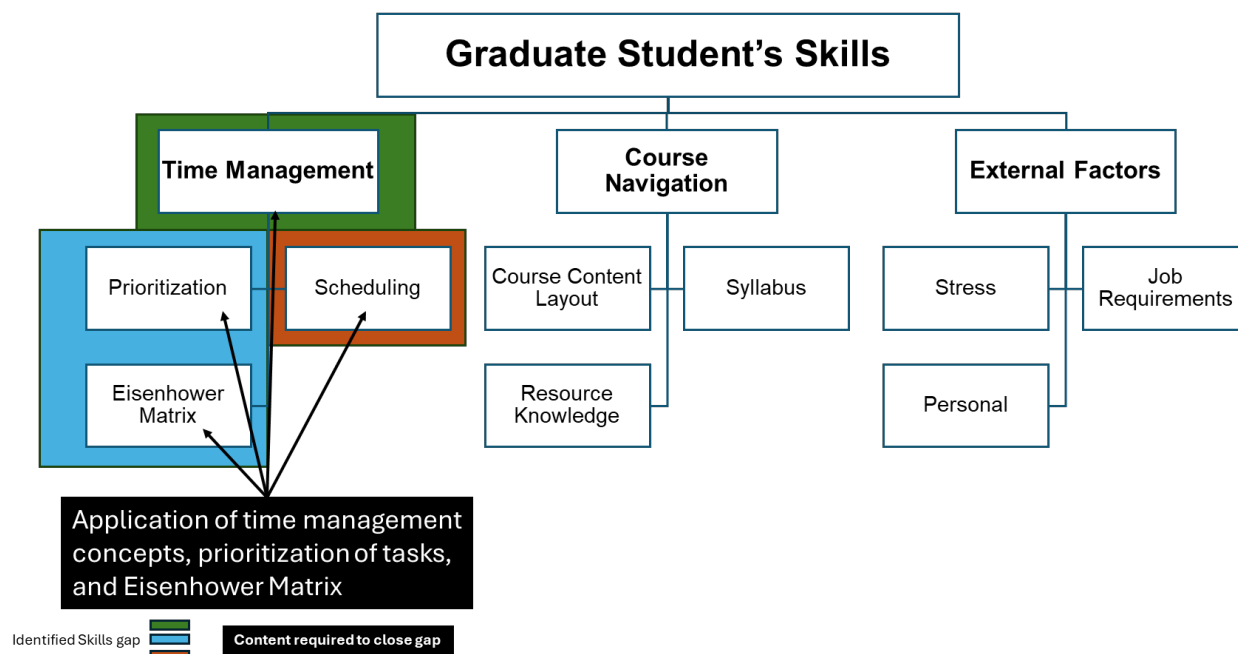 Graduate Student’s Skills
Time Management
Course
Navigation
External Factors
Prioritization
Scheduling
Course Content
Layout
Syllabus
Stress
Job
Requirements
Eisenhower
Matrix
Resource
Knowledge
Personal
Application of time management
concepts, prioritization of tasks,
and Eisenhower Matrix
Identified Skills gap
Content required to close gap